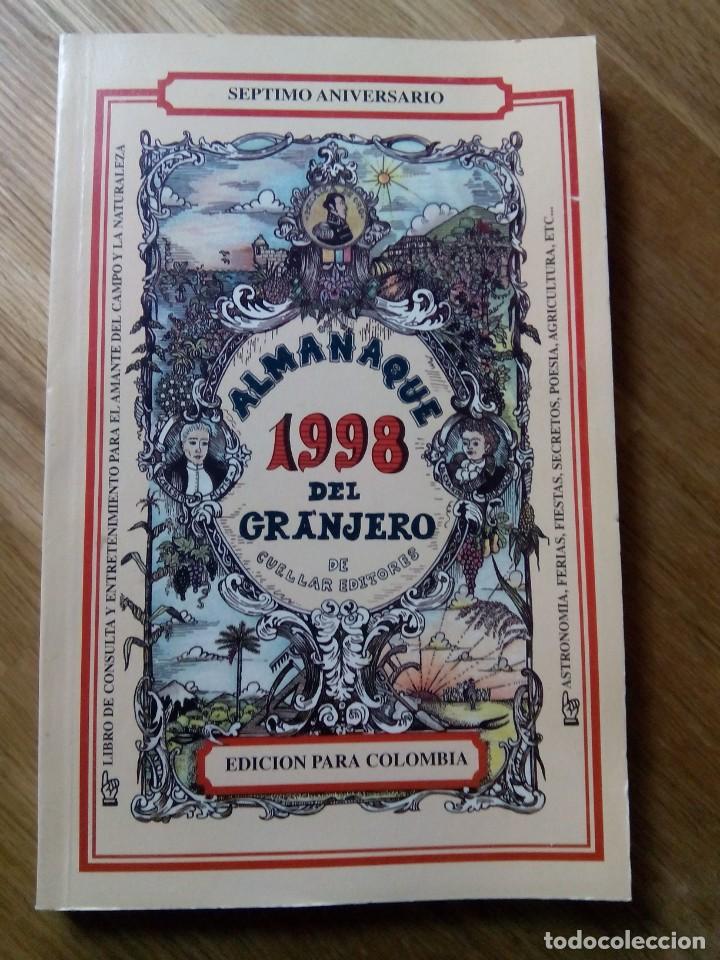 SEPTIMO ANIVERSARIO
LIBRO DE CONSULTA Y ENTRETENIMIENTO PARA EL AMANTE DEL CAMPO Y LA NATURALEZA
ALMANAQUE
1998
DEL
GRANJERO
DE
CUELLAR EDITORES
ASTRONOMIA, FERIAS, FIESTAS, SECRETOS, POESIA, AGRICULTURA, ETC...
EDICION PARA COLOMBIA
todocoleccion